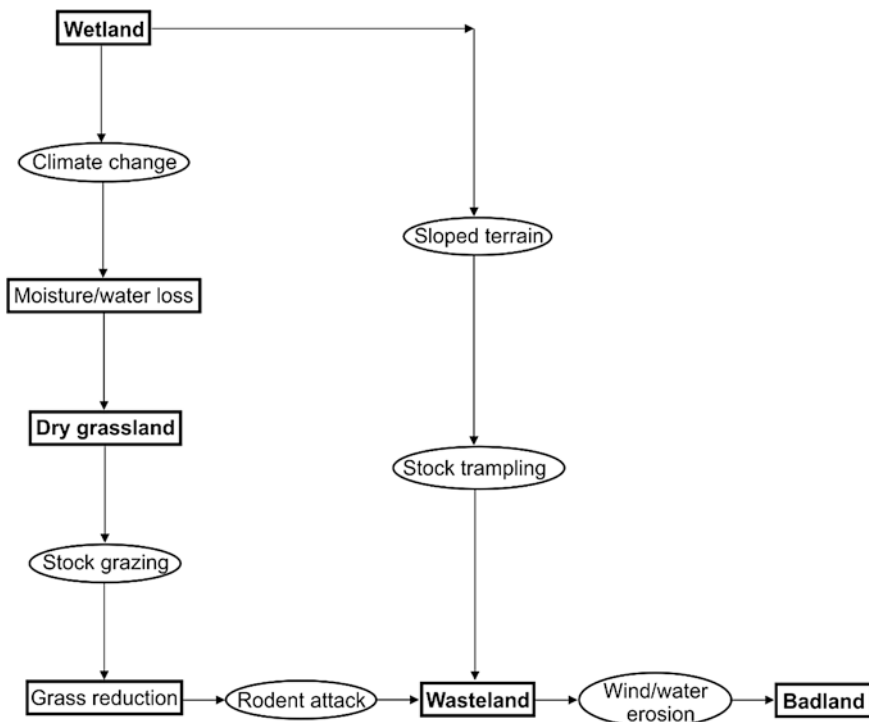 Wetland
Climate change
Sloped terrain
Moisture/water loss
Dry grassland
Stock trampling
Stock grazing
Grass reduction
Rodent attack
Wasteland
Wind/water
erosion
Badland